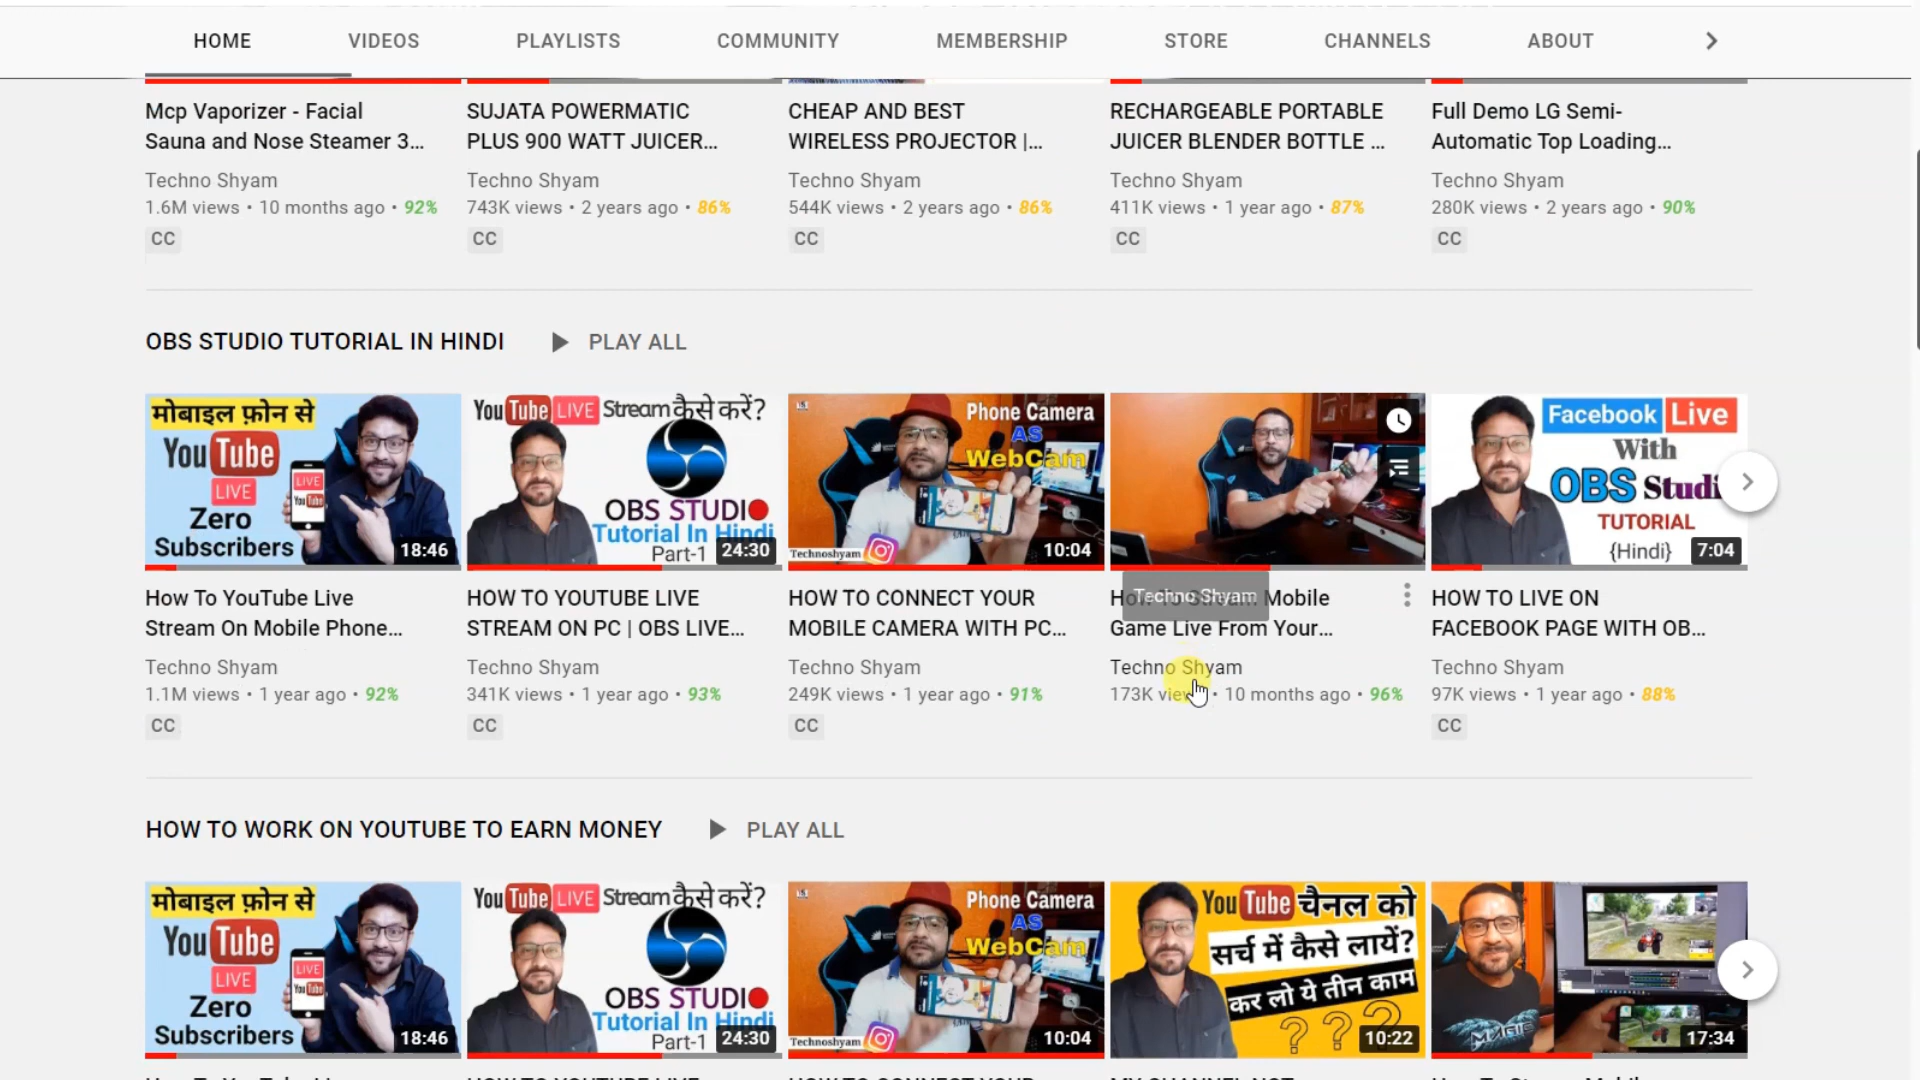 HOME VIDEOS PLAYLISTS COMMUNITY MEMBERSHIP STORE CHANNELS ABOUT
Mcp Vaporizer - Facial
Sauna and Nose Steamer 3...
Techno Shyam
1.6M views • 10 months ago • 92%
CC
SUJATA POWERMATIC
PLUS 900 WATT JUICER...
Techno Shyam
743K views • 2 years ago • 86%
CC
CHEAP AND BEST
WIRELESS PROJECTOR |...
Techno Shyam
544K views • 2 years ago • 86%
CC
RECHARGEABLE PORTABLE
JUICER BLENDER BOTTLE ...
Techno Shyam
411K views • 1 year ago • 87%
CC
Full Demo LG Semi-
Automatic Top Loading...
Techno Shyam
280K views • 2 years ago • 90%
CC
OBS STUDIO TUTORIAL IN HINDI PLAY ALL
मोबाइल फ़ोन से
YouTube
LIVE
Zero
Subscribers
LIVE
YouTube
18:46
How To YouTube Live
Stream On Mobile Phone...
Techno Shyam
1.1M views • 1 year ago • 92%
CC
YouTube LIVE Stream कैसे करें?
OBS STUDIO
Tutorial In Hindi
Part-1
24:30
HOW TO YOUTUBE LIVE
STREAM ON PC | OBS LIVE...
Techno Shyam
341K views • 1 year ago • 93%
CC
Phone Camera
AS
WebCam
Technoshyam
10:04
HOW TO CONNECT YOUR
MOBILE CAMERA WITH PC...
Techno Shyam
249K views • 1 year ago • 91%
CC
Techno Shyam
How To Stream Mobile
Game Live From Your...
Techno Shyam
173K views • 10 months ago • 96%
Facebook Live
With
OBS Studi
TUTORIAL
{Hindi}
7:04
HOW TO LIVE ON
FACEBOOK PAGE WITH OB...
Techno Shyam
97K views • 1 year ago • 88%
CC
HOW TO WORK ON YOUTUBE TO EARN MONEY PLAY ALL
मोबाइल फ़ोन से
YouTube
LIVE
Zero
Subscribers
LIVE
YouTube
18:46
YouTube LIVE Stream कैसे करें?
OBS STUDIO
Tutorial In Hindi
Part-1
24:30
Phone Camera
AS
WebCam
Technoshyam
10:04
YouTube चैनल को
सर्च में कैसे लायें?
कर लो ये तीन काम
???
10:22
MAGIC
17:34